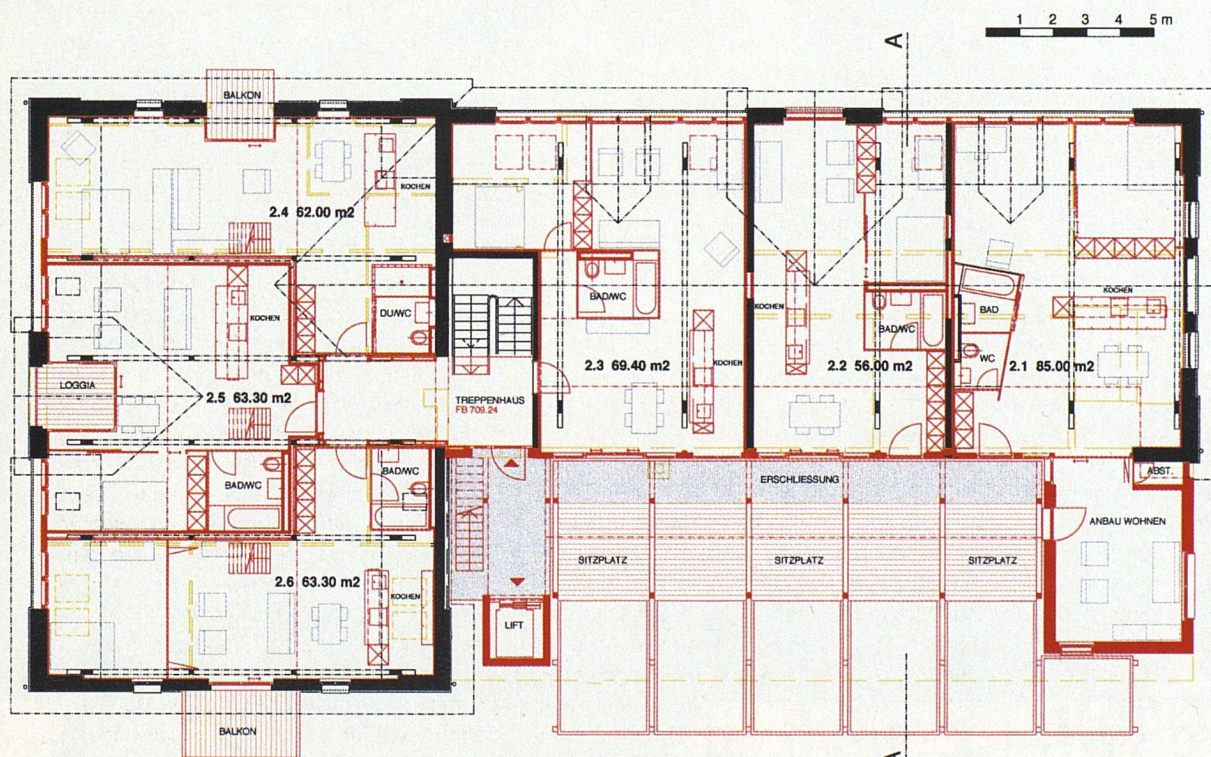 1 2 3 4 5 m
A
BALKON
KOCHEN
2.4 62.00 m2
DU/WC
KOCHEN
LOGGIA
2.5 63.30 m2
BAD/WC
BAD/WC
2.6 63.30 m2
KOCHEN
BALKON
TREPPENHAUS
FB 709.24
LIFT
BAD/WC
KOCHEN
2.3 69.40 m2
KOCHEN
BAD/WC
2.2 56.00 m2
BAD
WC
KOCHEN
2.1 85.00 m2
ERSCHLIESSUNG
SITZPLATZ
SITZPLATZ
SITZPLATZ
ABST.
ANBAU WOHNEN
A